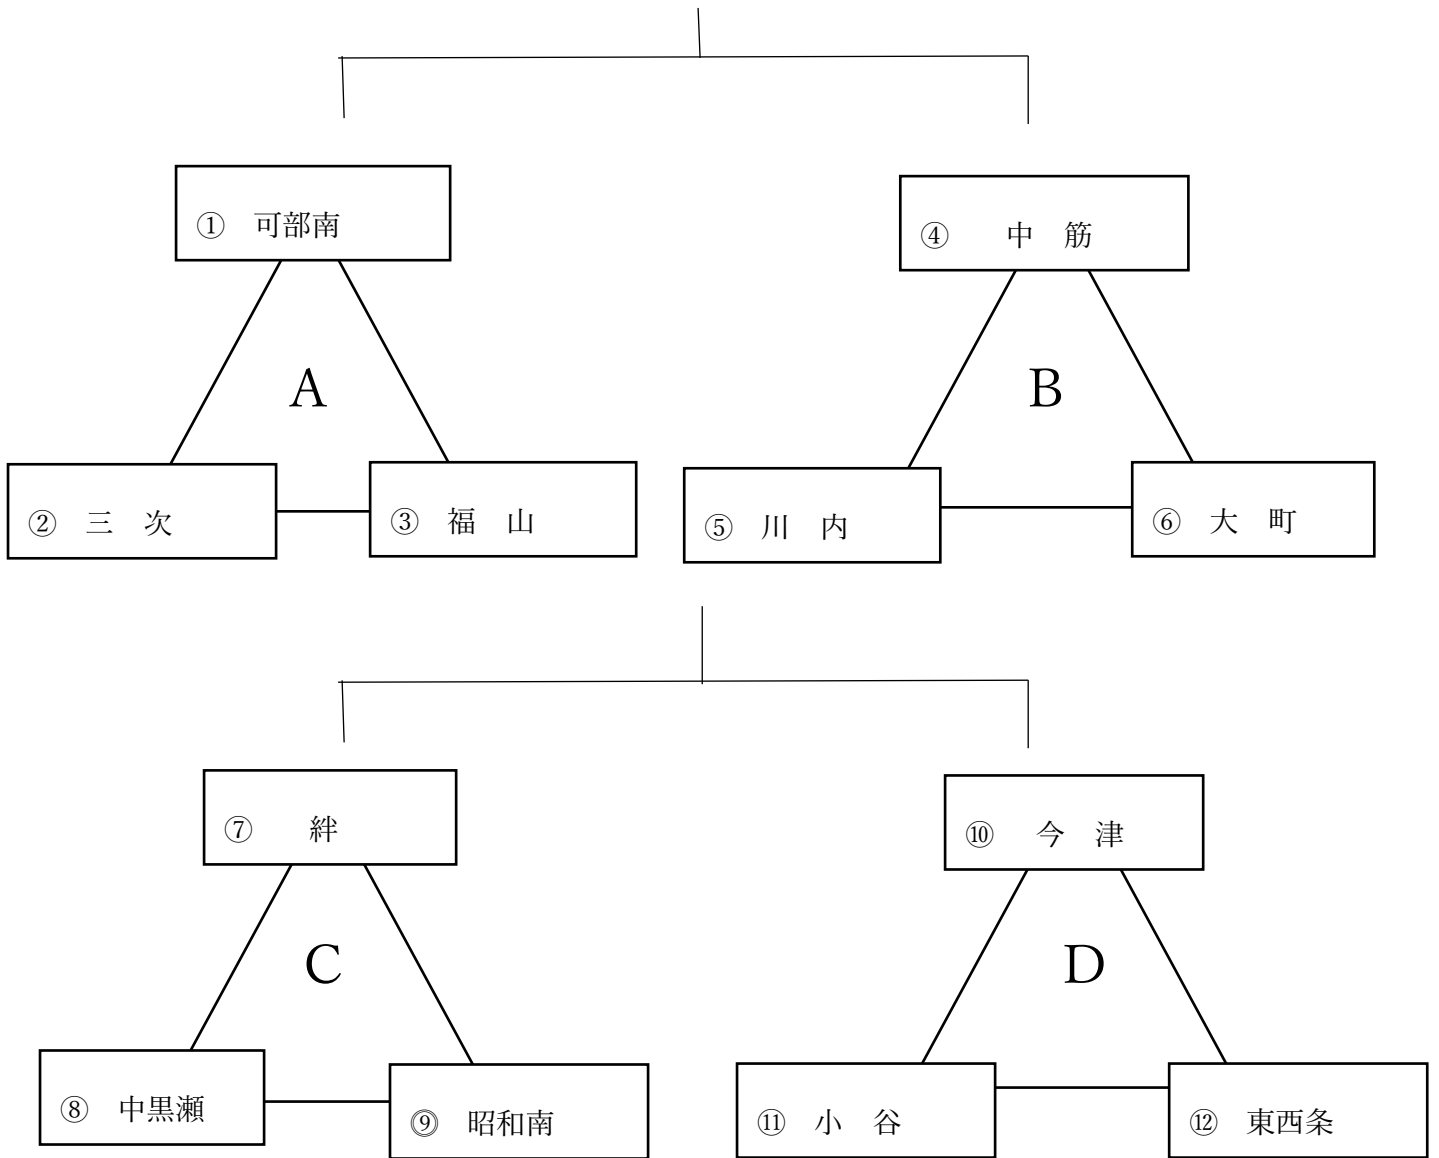 ①　可部南
④　　中　筋
A
B
②　三　次
③　福　山
⑤　川　内
⑥　大　町
⑦　　絆
⑩　今　津
C
D
⑧　中黒瀬
⑨　昭和南
⑪　小　谷
⑫　東西条